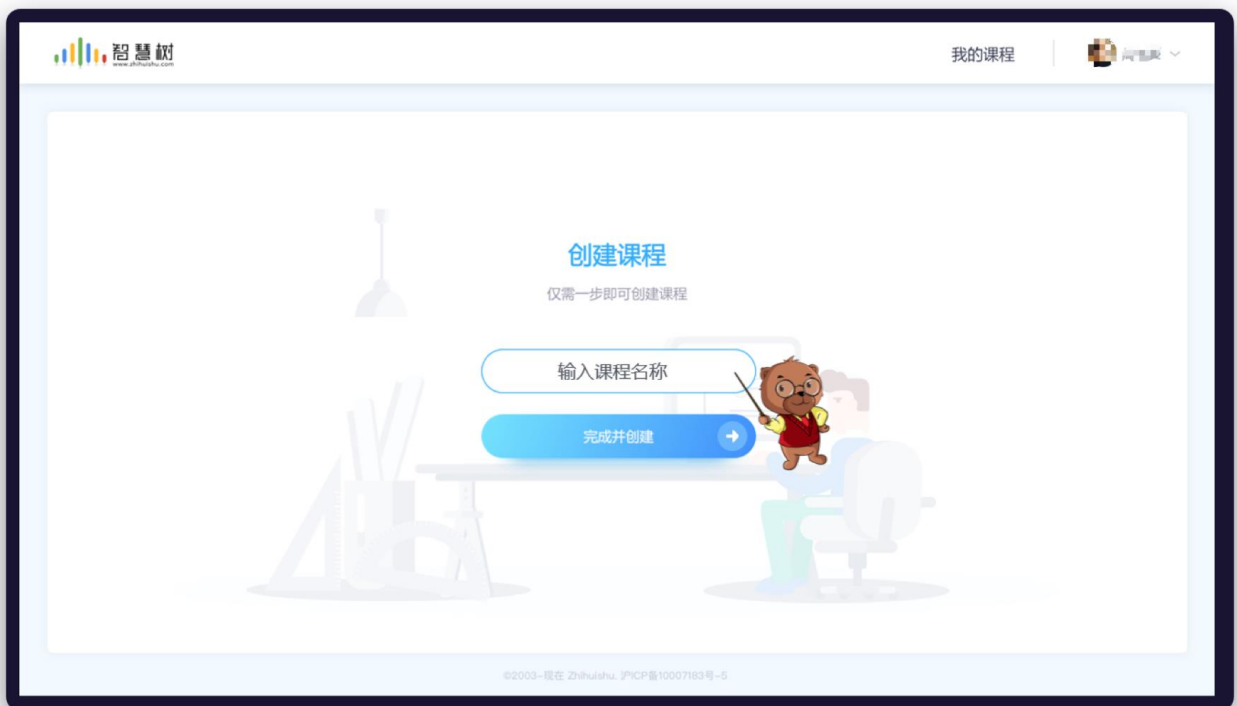 智慧树
www.zhihuishu.com
我的课程
创建课程
仅需一步即可创建课程
输入课程名称
完成并创建
©2003-现在 Zhihuishu. 沪ICP备10007183号-5